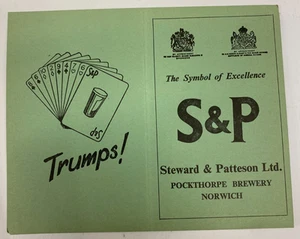 S&P
S&P
Trumps!
The Symbol of Excellence
S&P
Steward & Patteson Ltd.
POCKTHORPE BREWERY
NORWICH